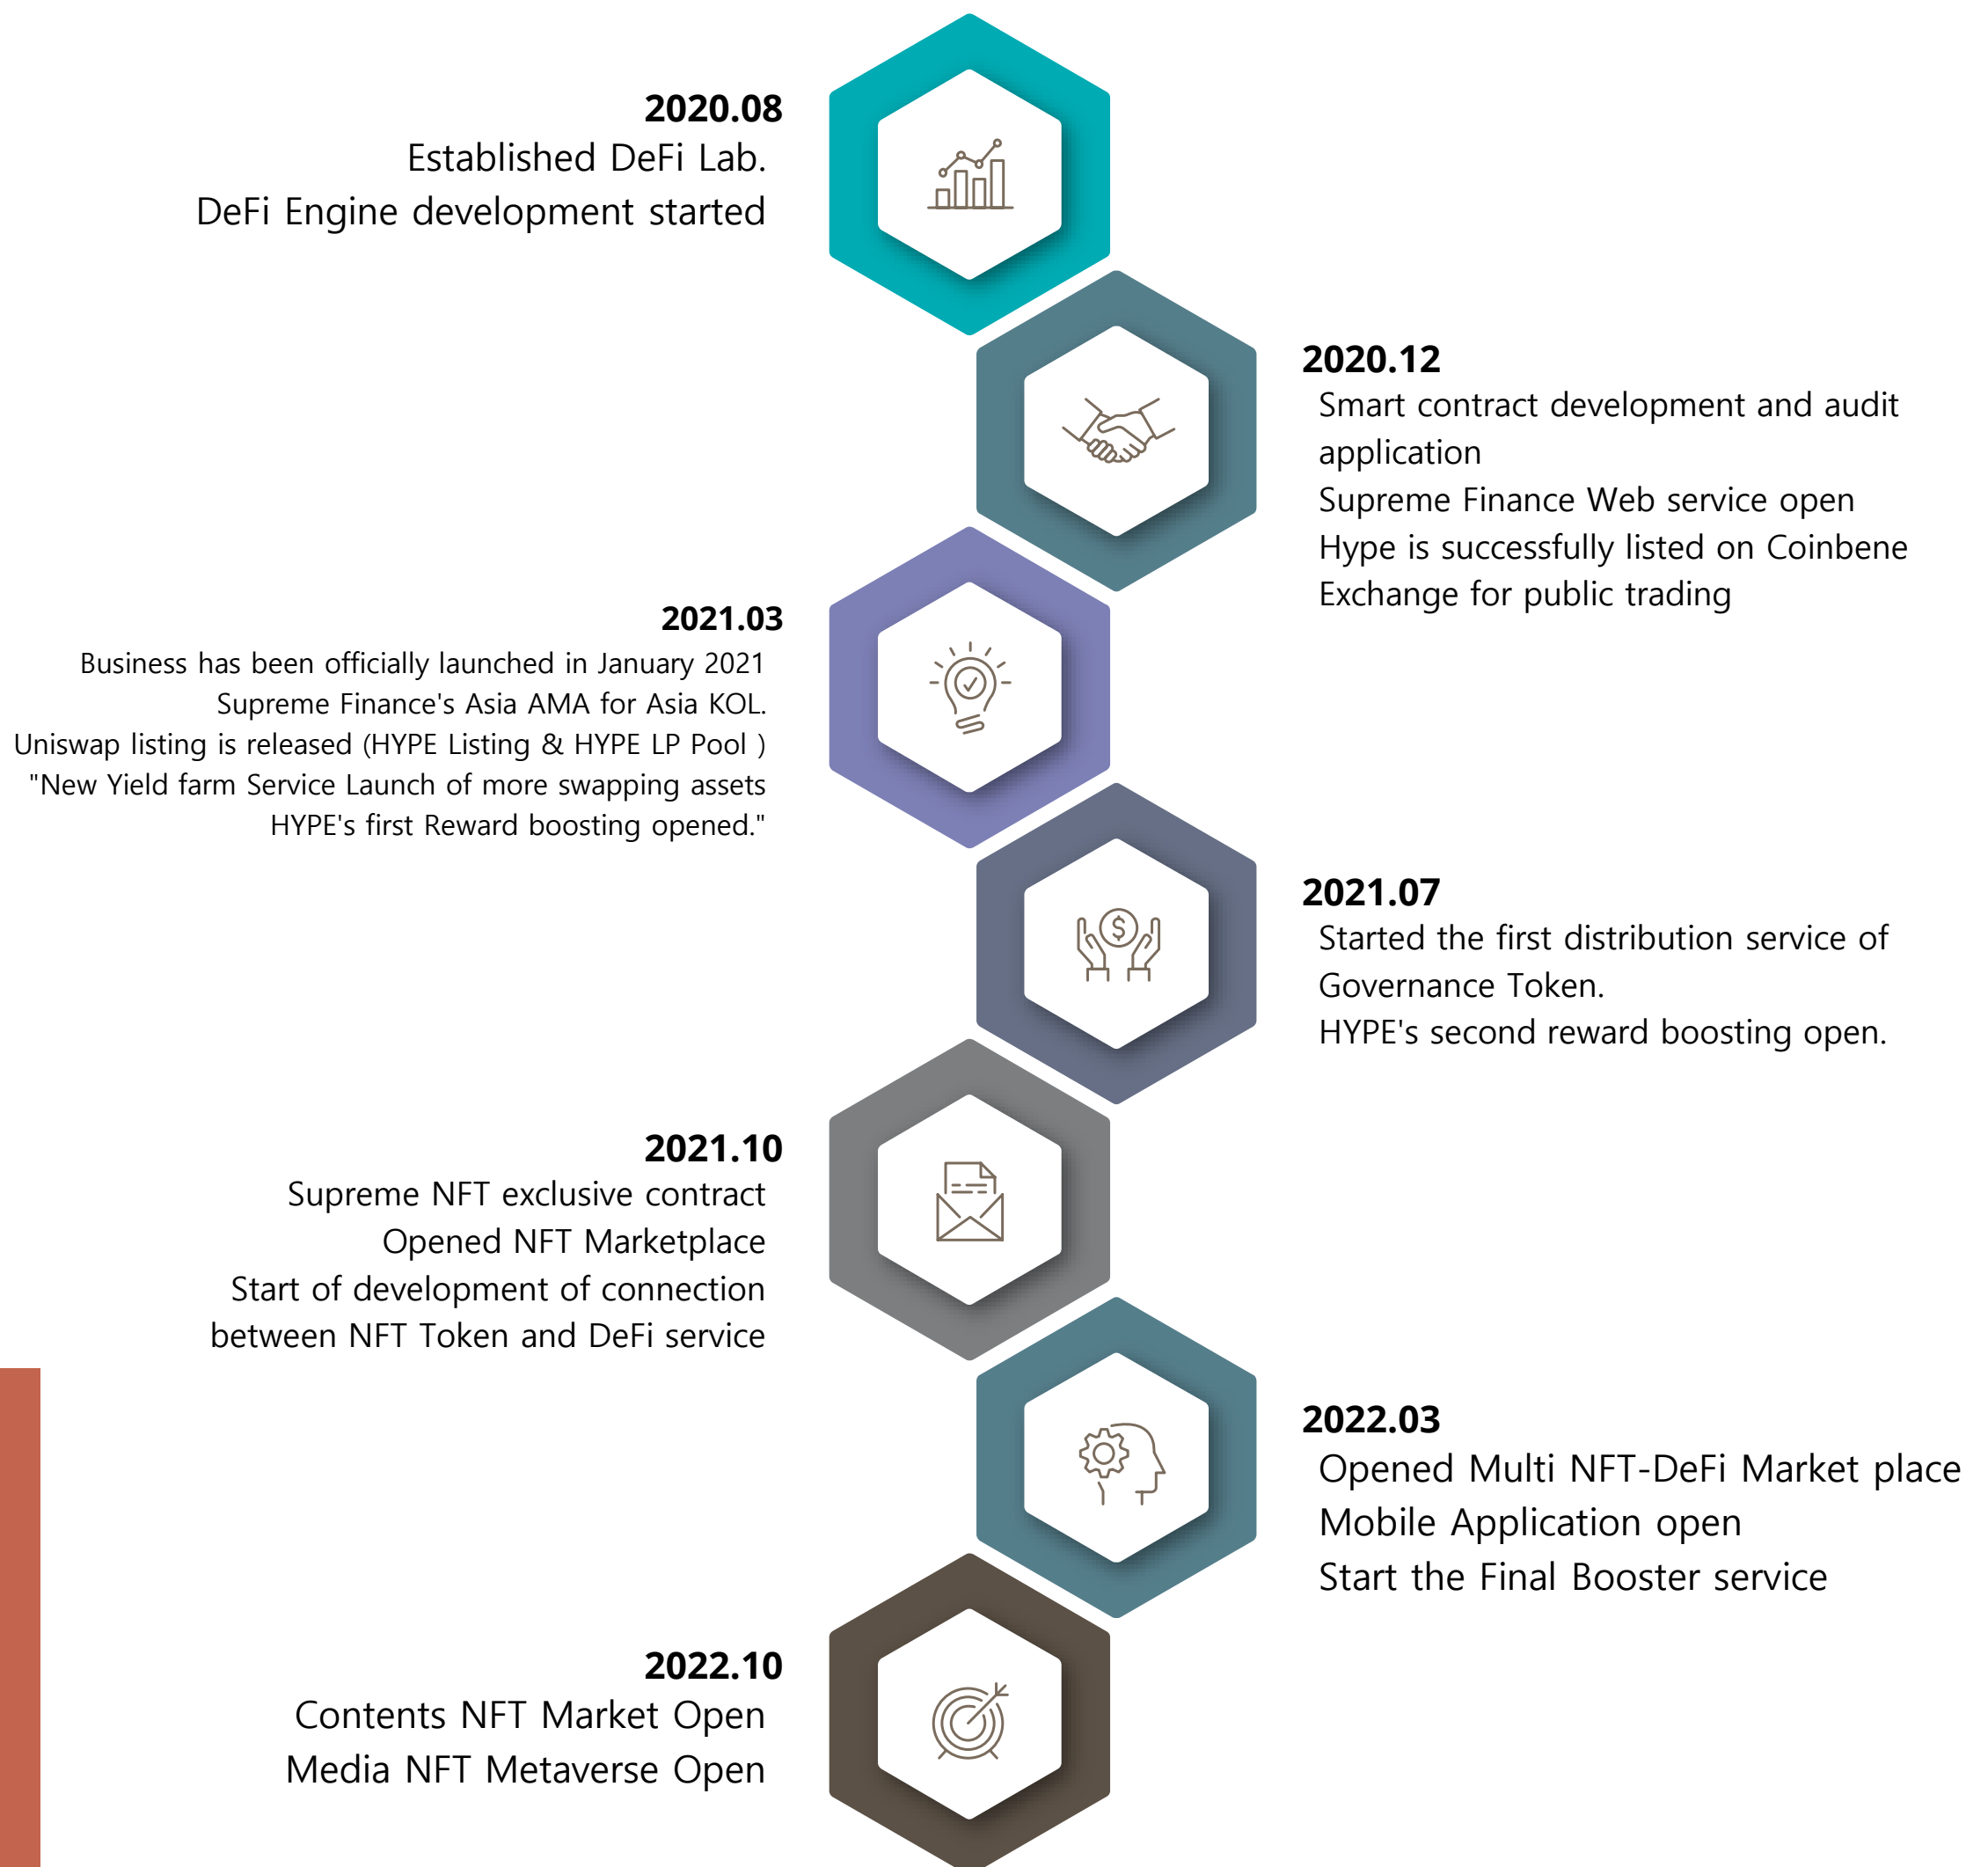 2020.08
Established DeFi Lab.
DeFi Engine development started
2020.12
Smart contract development and audit
application
Supreme Finance Web service open
Hype is successfully listed on Coinbene
Exchange for public trading
2021.03
Business has been officially launched in January 2021
Supreme Finance's Asia AMA for Asia KOL.
Uniswap listing is released (HYPE Listing & HYPE LP Pool )
"New Yield farm Service Launch of more swapping assets
HYPE's first Reward boosting opened."
2021.07
Started the first distribution service of
Governance Token.
HYPE's second reward boosting open.
2021.10
Supreme NFT exclusive contract
Opened NFT Marketplace
Start of development of connection
between NFT Token and DeFi service
2022.03
Opened Multi NFT-DeFi Market place
Mobile Application open
Start the Final Booster service
2022.10
Contents NFT Market Open
Media NFT Metaverse Open